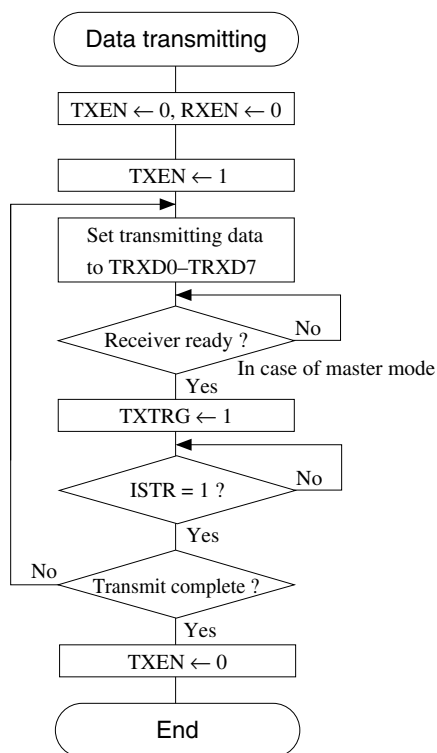 Data transmitting
TXEN ← 0, RXEN ← 0
TXEN ← 1
Set transmitting data
to TRXD0–TRXD7
Receiver ready ?
No
In case of master mode
Yes
TXTRG ← 1
ISTR = 1 ?
No
Yes
No
Transmit complete ?
Yes
TXEN ← 0
End